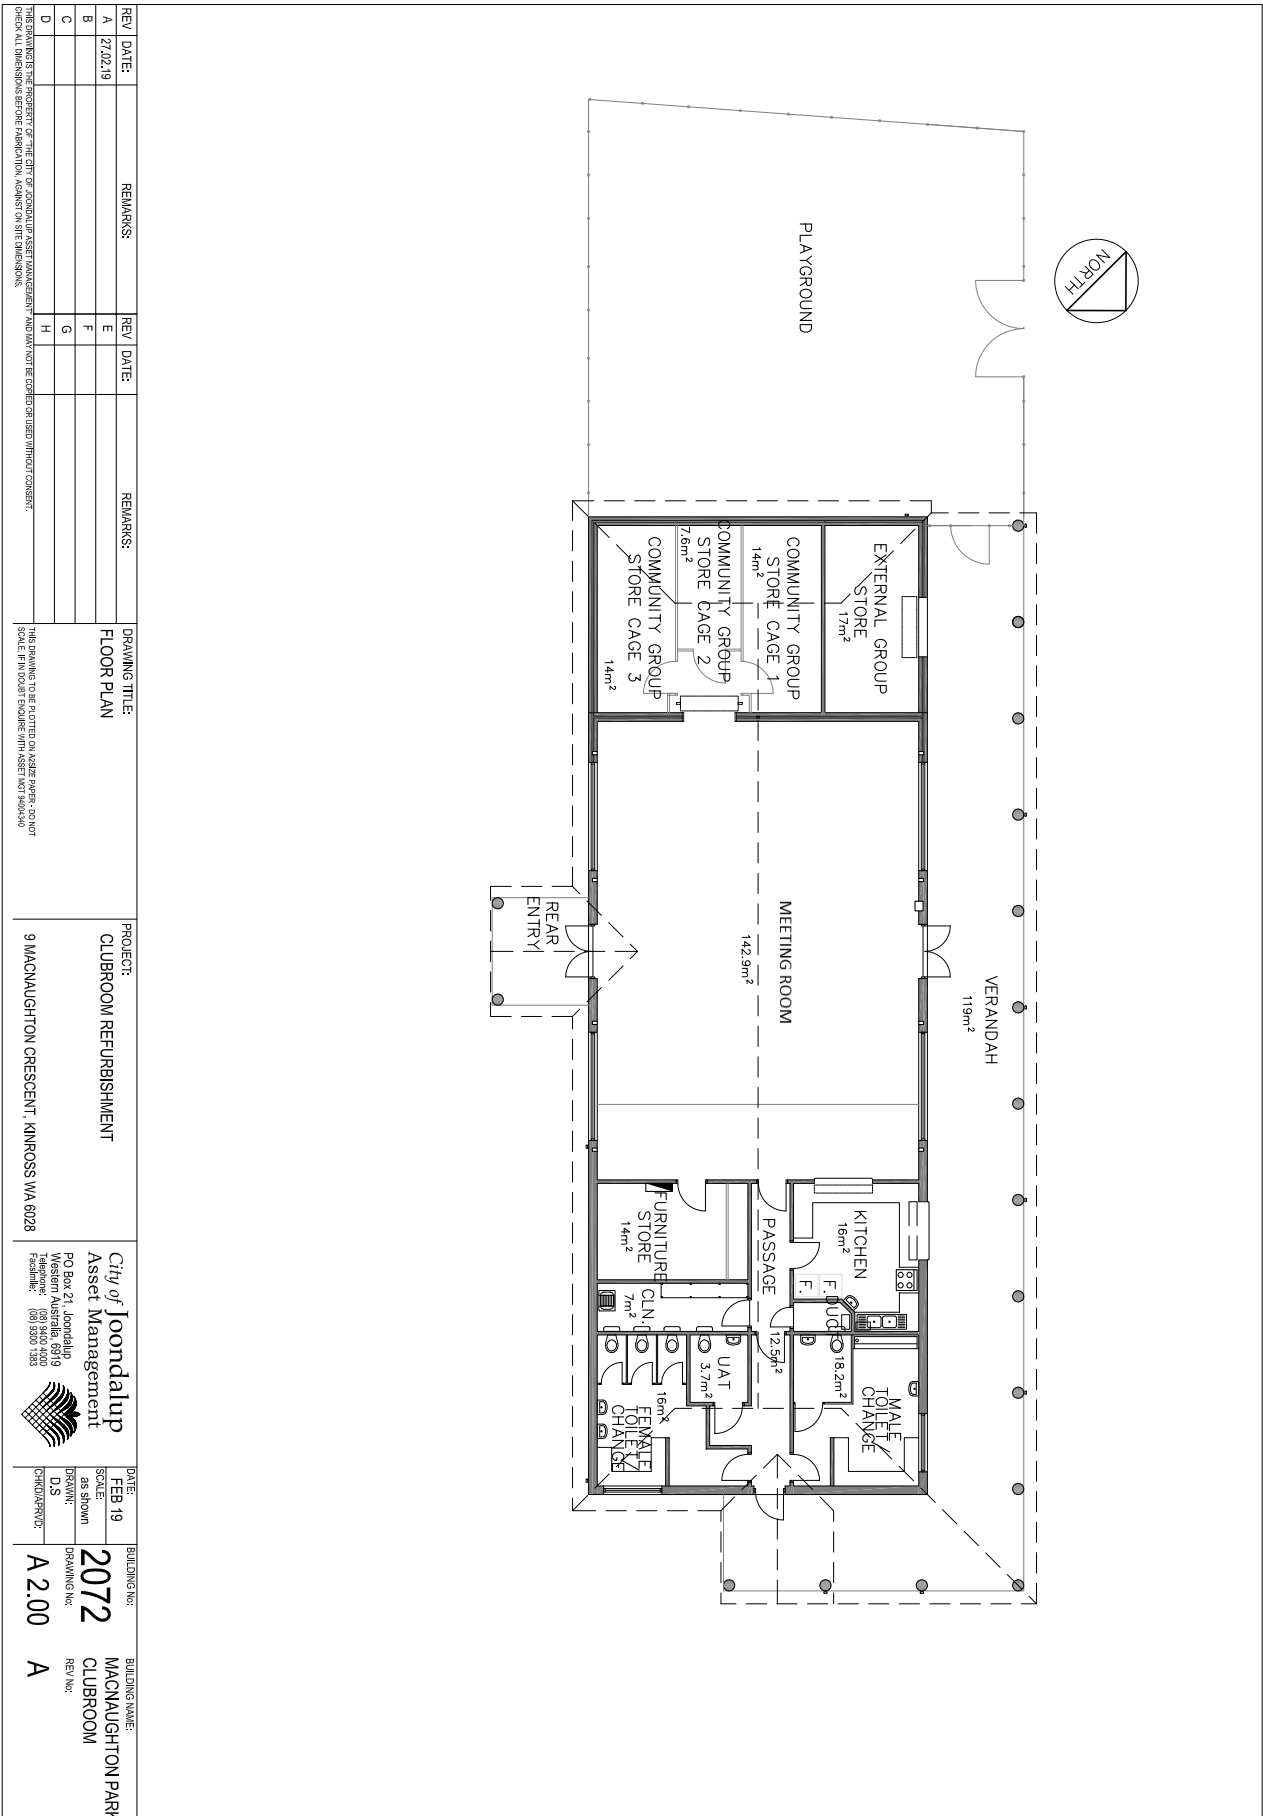 NORTH
PLAYGROUND
EXTERNAL GROUP
STORE
17m²
COMMUNITY GROUP
STORE CAGE 1
14m²
COMMUNITY GROUP
STORE CAGE 2
7.6m²
COMMUNITY GROUP
STORE CAGE 3
14m²
VERANDAH
119m²
MEETING ROOM
142.9m²
REAR
ENTRY
KITCHEN
16m²
F
F
DUCT
PASSAGE
12.5m²
FURNITURE
STORE
14m²
CLN.
7m²
UAT
3.7m²
MALE
TOILET
CHANGE
18.2m²
16m²
FEMALE
TOILET/
CHANGE
REV DATE: REMARKS: REV DATE: REMARKS:
A 27.02.19 E
B F
C G
D H
THIS DRAWING IS THE PROPERTY OF "THE CITY OF JOONDALUP ASSET MANAGEMENT" AND MAY NOT BE COPIED OR USED WITHOUT CONSENT.
CHECK ALL DIMENSIONS BEFORE FABRICATION, AGAINST ON SITE DIMENSIONS.
DRAWING TITLE:
FLOOR PLAN
THIS DRAWING TO BE PLOTTED ON A2SIZE PAPER - DO NOT
SCALE, IF IN DOUBT ENQUIRE WITH ASSET MGT 94004340
PROJECT:
CLUBROOM REFURBISHMENT
9 MACNAUGHTON CRESCENT, KINROSS WA 6028
City of Joondalup
Asset Management
PO Box 21, Joondalup
Western Australia, 6919
Telephone: (08) 9400 4000
Facsimile: (08) 9300 1383
DATE:
FEB 19
SCALE:
as shown
DRAWN:
D.S
CHKD/APRVD:
BUILDING No:
2072
DRAWING No:
A 2.00
BUILDING NAME:
MACNAUGHTON PARK
CLUBROOM
REV No:
A